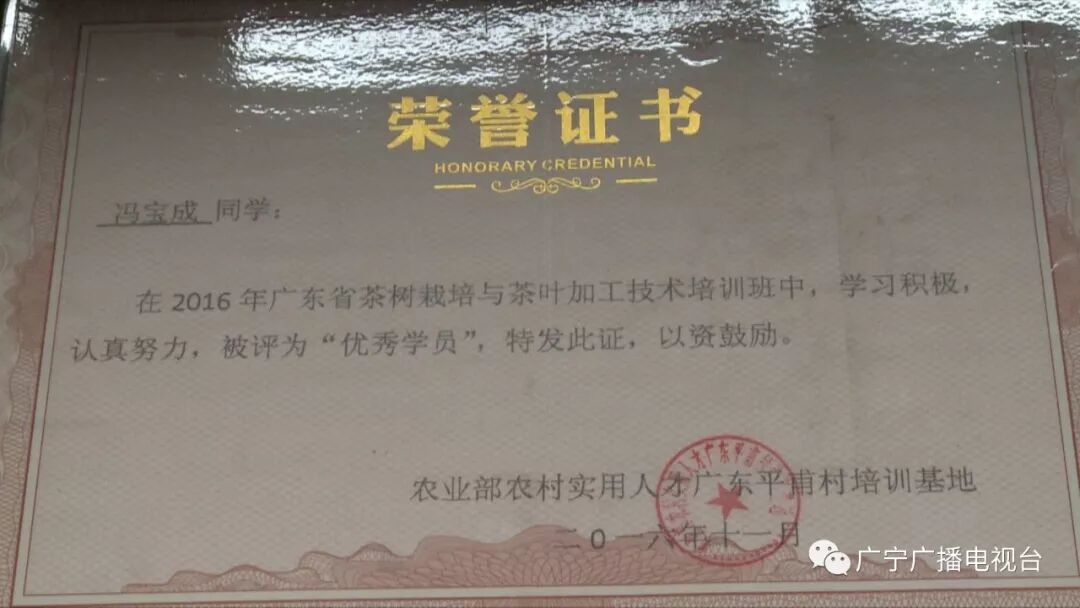 荣誉证书
HONORARY CREDENTIAL
冯宝成 同学：
在 2016 年广东省茶树栽培与茶叶加工技术培训班中，学习积极，
认真努力，被评为“优秀学员”，特发此证，以资鼓励。
农业部农村实用人才广东平甫村培训基地
二0一六年十一月
广宁广播电视台